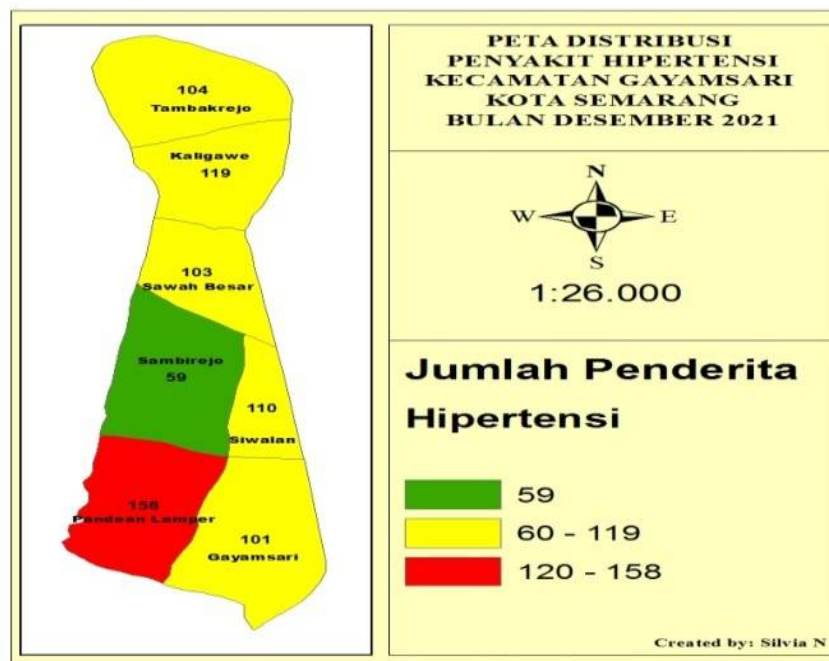 104
Tambakrejo
Kaligawe
119
103
Sawah Besar
Sambirejo
59
110
Siwalan
158
Pandean Lamper
101
Gayamsari
PETA DISTRIBUSI
PENYAKIT HIPERTENSI
KECAMATAN GAYAMSARI
KOTA SEMARANG
BULAN DESEMBER 2021
N
W E
S
1:26.000
Jumlah Penderita
Hipertensi
59
60 - 119
120 - 158
Created by: Silvia N